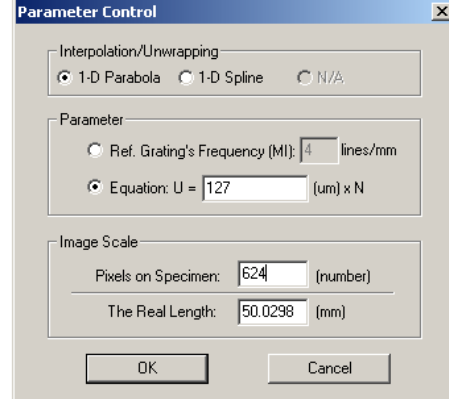 Parameter Control
Interpolation/Unwrapping
1-D Parabola 1-D Spline N/A
Parameter
Ref. Grating's Frequency (MI): 4 lines/mm
Equation: U = 127 (um) x N
Image Scale
Pixels on Specimen: 624 (number)
The Real Length: 50.0298 (mm)
OK Cancel